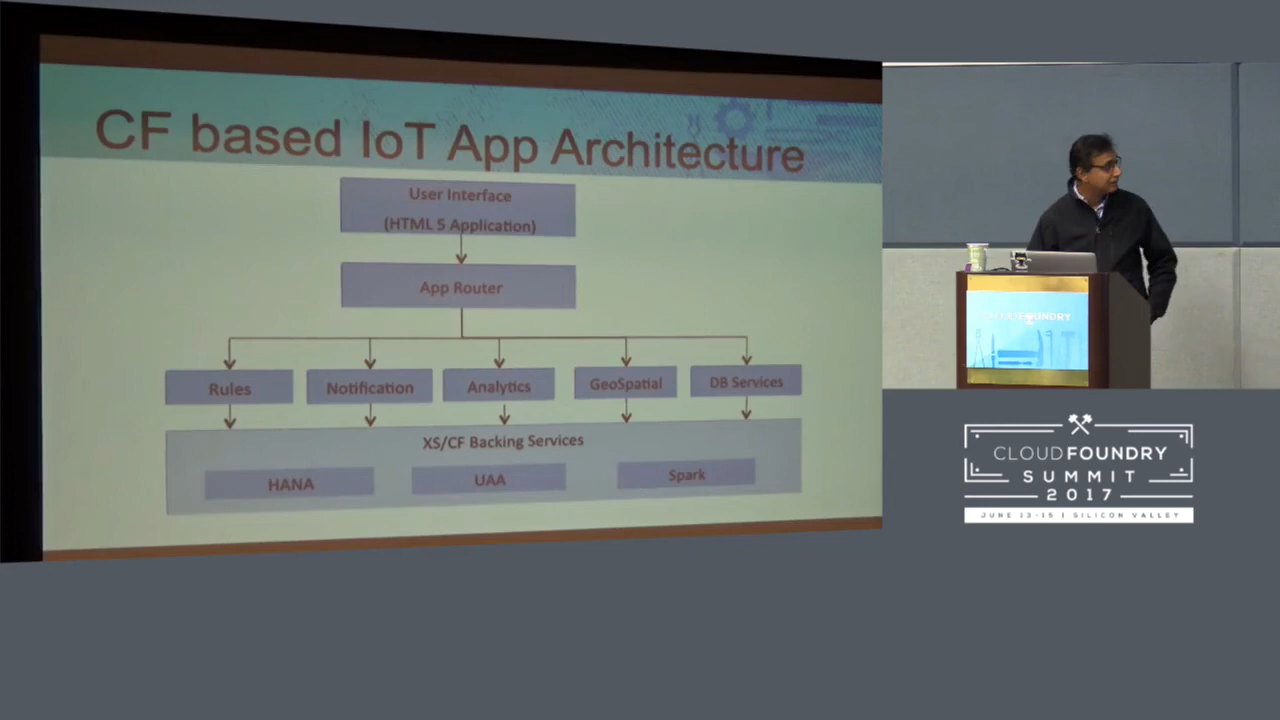 CF based IoT App Architecture
User Interface
(HTML 5 Application)
App Router
Rules
Notification
Analytics
GeoSpatial
DB Services
XS/CF Backing Services
HANA
UAA
Spark
CLOUD FOUNDRY
CLOUDFOUNDRY
SUMMIT
2017
JUNE 13-15 | SILICON VALLEY